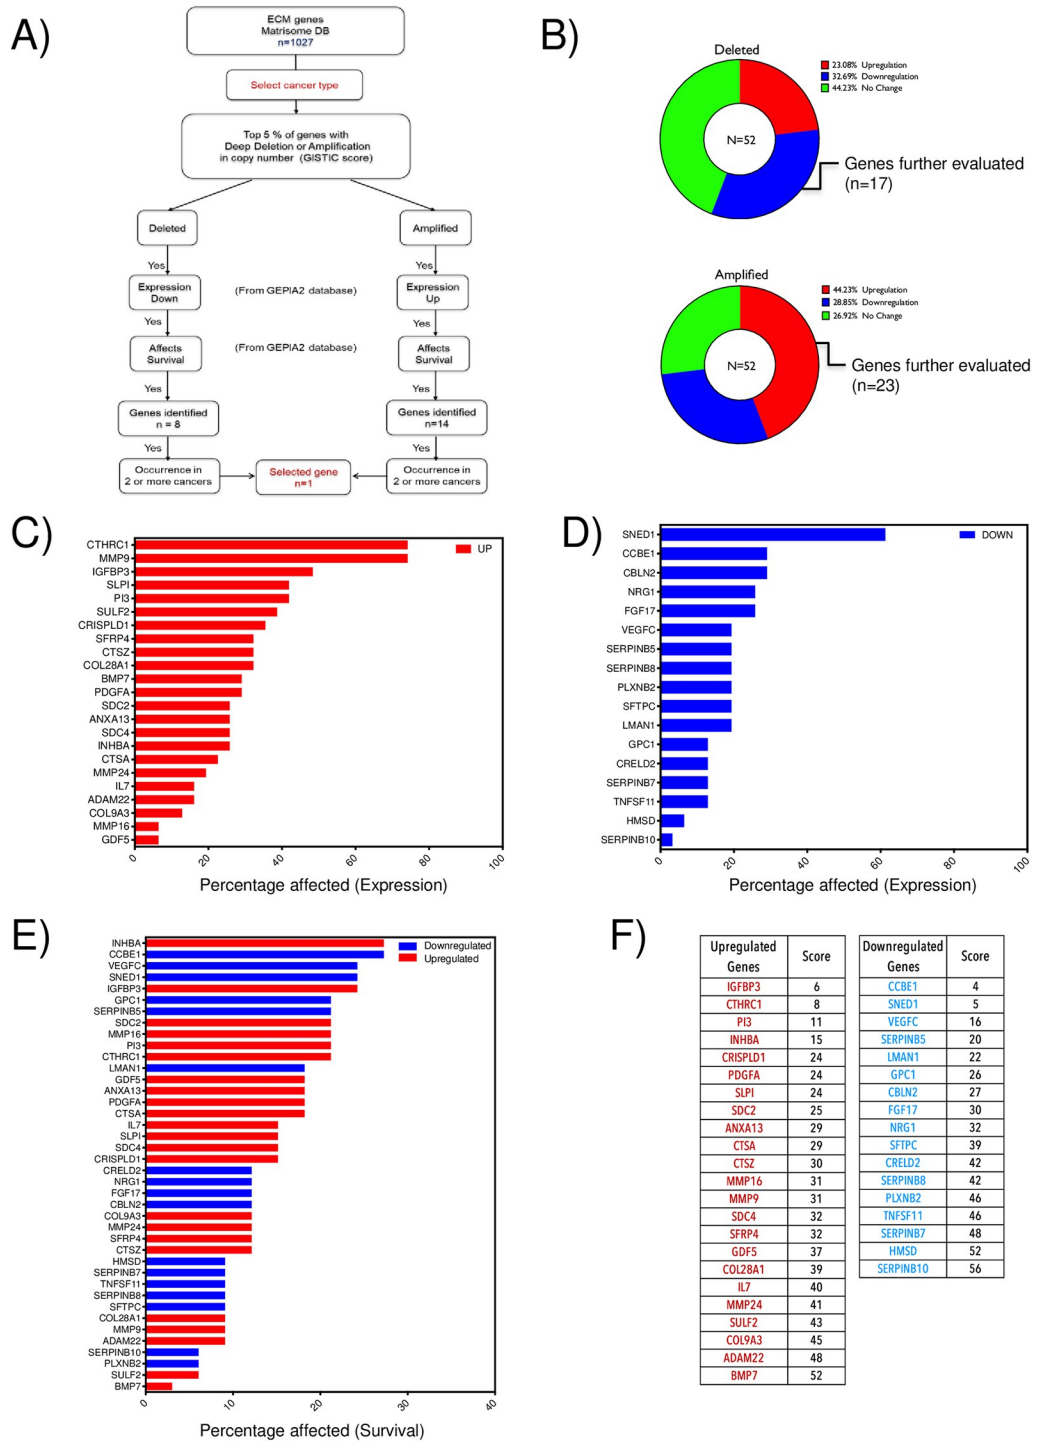 A)
ECM genes
Matrisome DB
n=1027
Select cancer type
Top 5 % of genes with
Deep Deletion or Amplification
in copy number (GISTIC score)
Deleted
Amplified
Yes
Yes
Expression
Down
(From GEPIA2 database)
Expression
Up
Yes
Yes
Affects
Survival
(From GEPIA2 database)
Affects
Survival
Yes
Yes
Genes identified
n = 8
Genes identified
n=14
Yes
Yes
Occurrence in
2 or more cancers
Selected gene
n=1
Occurrence in
2 or more cancers
B)
Deleted
23.08% Upregulation
32.69% Downregulation
44.23% No Change
N=52
Genes further evaluated
(n=17)
Amplified
44.23% Upregulation
28.85% Downregulation
26.92% No Change
N=52
Genes further evaluated
(n=23)
C)
UP
CTHRC1
MMP9
IGFBP3
SLPI
PI3
SULF2
CRISPLD1
SFRP4
CTSZ
COL28A1
BMP7
PDGFA
SDC2
ANXA13
SDC4
INHBA
CTSA
MMP24
IL7
ADAM22
COL9A3
MMP16
GDF5
0 20 40 60 80 100
Percentage affected (Expression)
D)
DOWN
SNED1
CCBE1
CBLN2
NRG1
FGF17
VEGFC
SERPINB5
SERPINB8
PLXNB2
SFTPC
LMAN1
GPC1
CRELD2
SERPINB7
TNFSF11
HMSD
SERPINB10
0 20 40 60 80 100
Percentage affected (Expression)
E)
Downregulated
Upregulated
INHBA
CCBE1
VEGFC
SNED1
IGFBP3
GPC1
SERPINB5
SDC2
MMP16
PI3
CTHRC1
LMAN1
GDF5
ANXA13
PDGFA
CTSA
IL7
SLPI
SDC4
CRISPLD1
CRELD2
NRG1
FGF17
CBLN2
COL9A3
MMP24
SFRP4
CTSZ
HMSD
SERPINB7
TNFSF11
SERPINB8
SFTPC
COL28A1
MMP9
ADAM22
SERPINB10
PLXNB2
SULF2
BMP7
0 10 20 30 40
Percentage affected (Survival)
F)
Upregulated
Genes
Score
IGFBP3 6
CTHRC1 8
PI3 11
INHBA 15
CRISPLD1 24
PDGFA 24
SLPI 24
SDC2 25
ANXA13 29
CTSA 29
CTSZ 30
MMP16 31
MMP9 31
SDC4 32
SFRP4 32
GDF5 37
COL28A1 39
IL7 40
MMP24 41
SULF2 43
COL9A3 45
ADAM22 48
BMP7 52
Downregulated
Genes
Score
CCBE1 4
SNED1 5
VEGFC 16
SERPINB5 20
LMAN1 22
GPC1 26
CBLN2 27
FGF17 30
NRG1 32
SFTPC 39
CRELD2 42
SERPINB8 42
PLXNB2 46
TNFSF11 46
SERPINB7 48
HMSD 52
SERPINB10 56